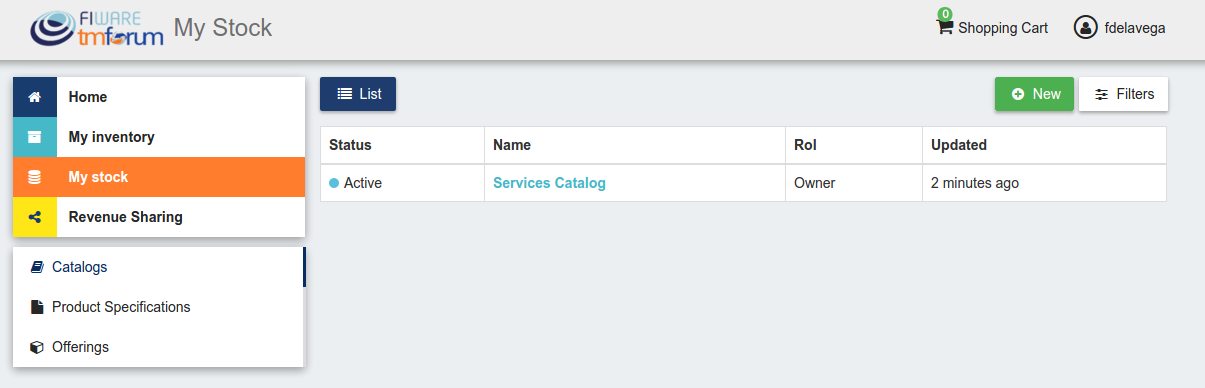 FIWARE
tmforum
My Stock
0
Shopping Cart
fdelavega
Home
My inventory
My stock
Revenue Sharing
Catalogs
Product Specifications
Offerings
List
New
Filters
Status Name Rol Updated
Active Services Catalog Owner 2 minutes ago